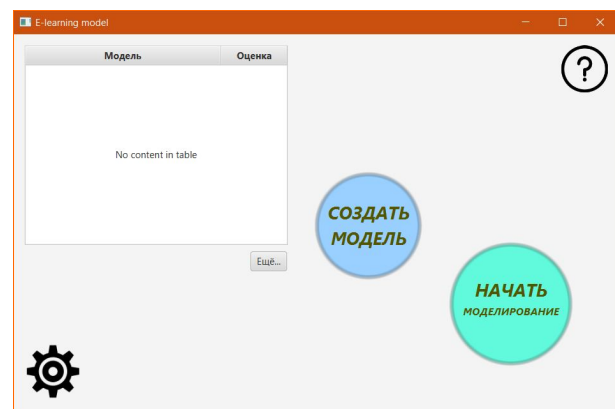 E-learning model
Модель Оценка
No content in table
Ещё...
?
СОЗДАТЬ
МОДЕЛЬ
НАЧАТЬ
МОДЕЛИРОВАНИЕ